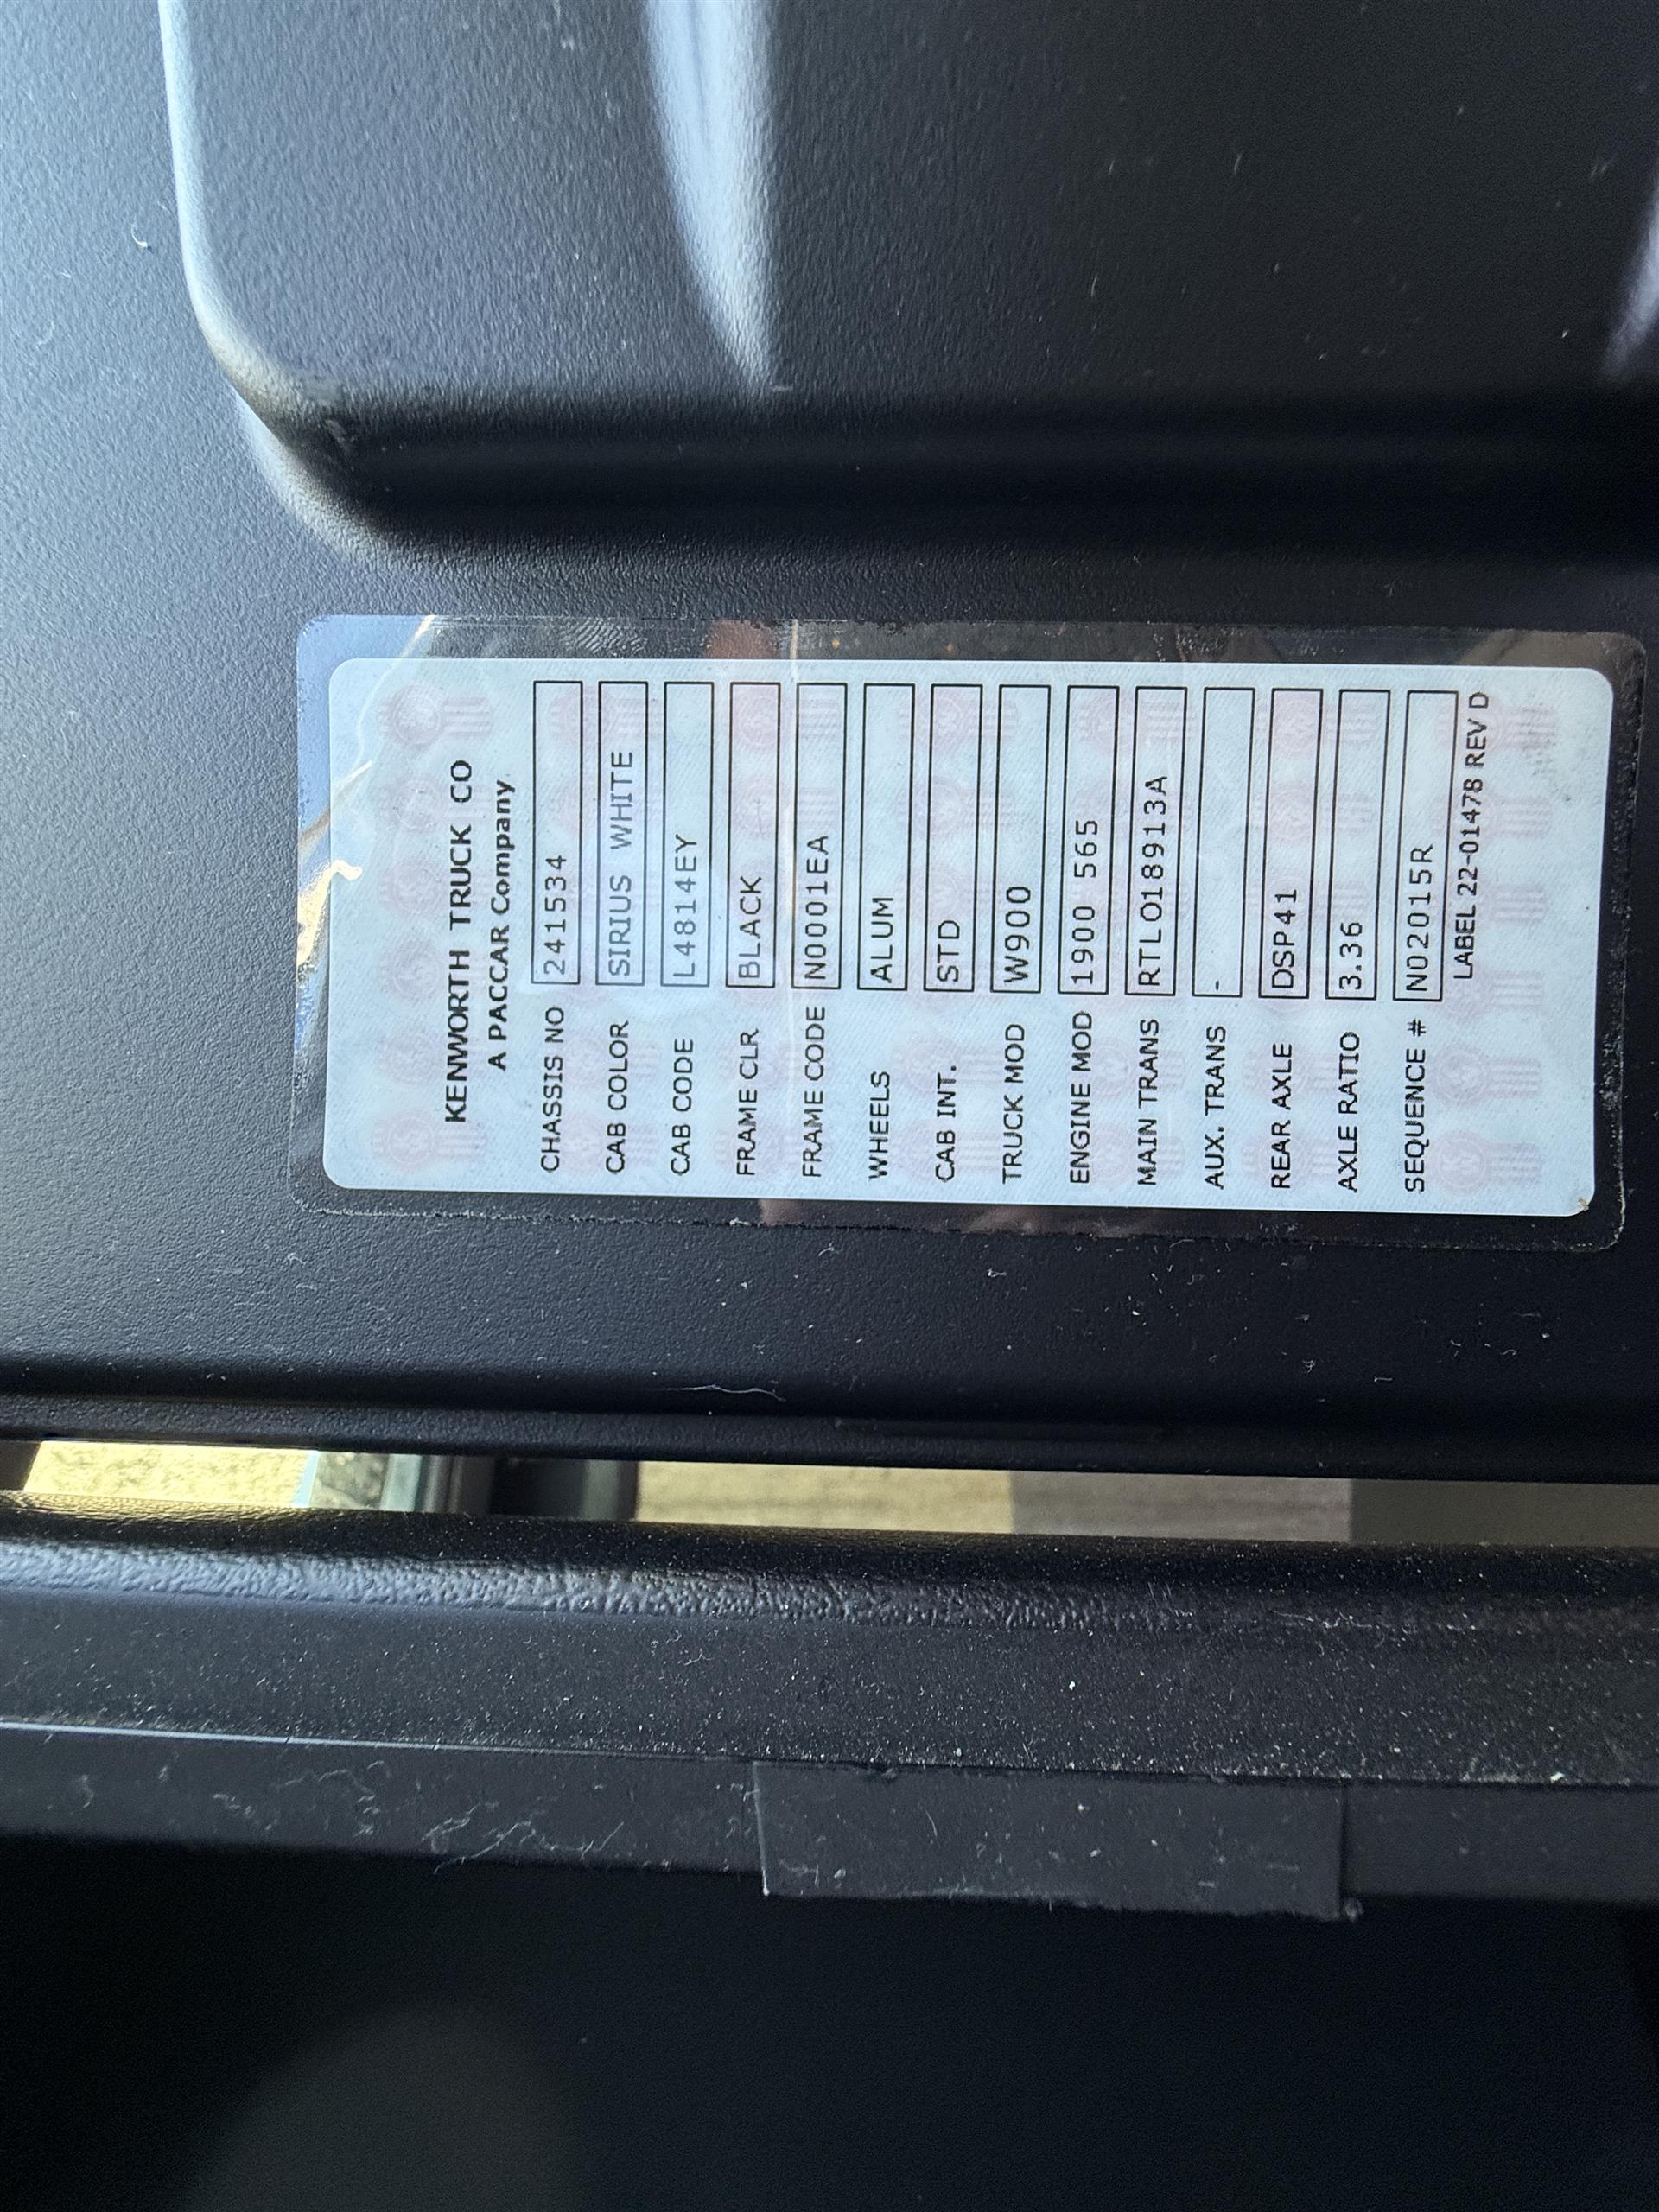 KENWORTH TRUCK CO
A PACCAR Company
CHASSIS NO 241534
CAB COLOR SIRIUS WHITE
CAB CODE L4814EY
FRAME CLR BLACK
FRAME CODE N0001EA
WHEELS ALUM
CAB INT. STD
TRUCK MOD W900
ENGINE MOD 1900 565
MAIN TRANS RTLO18913A
AUX. TRANS -
REAR AXLE DSP41
AXLE RATIO 3.36
SEQUENCE # N02015R
LABEL 22-01478 REV D